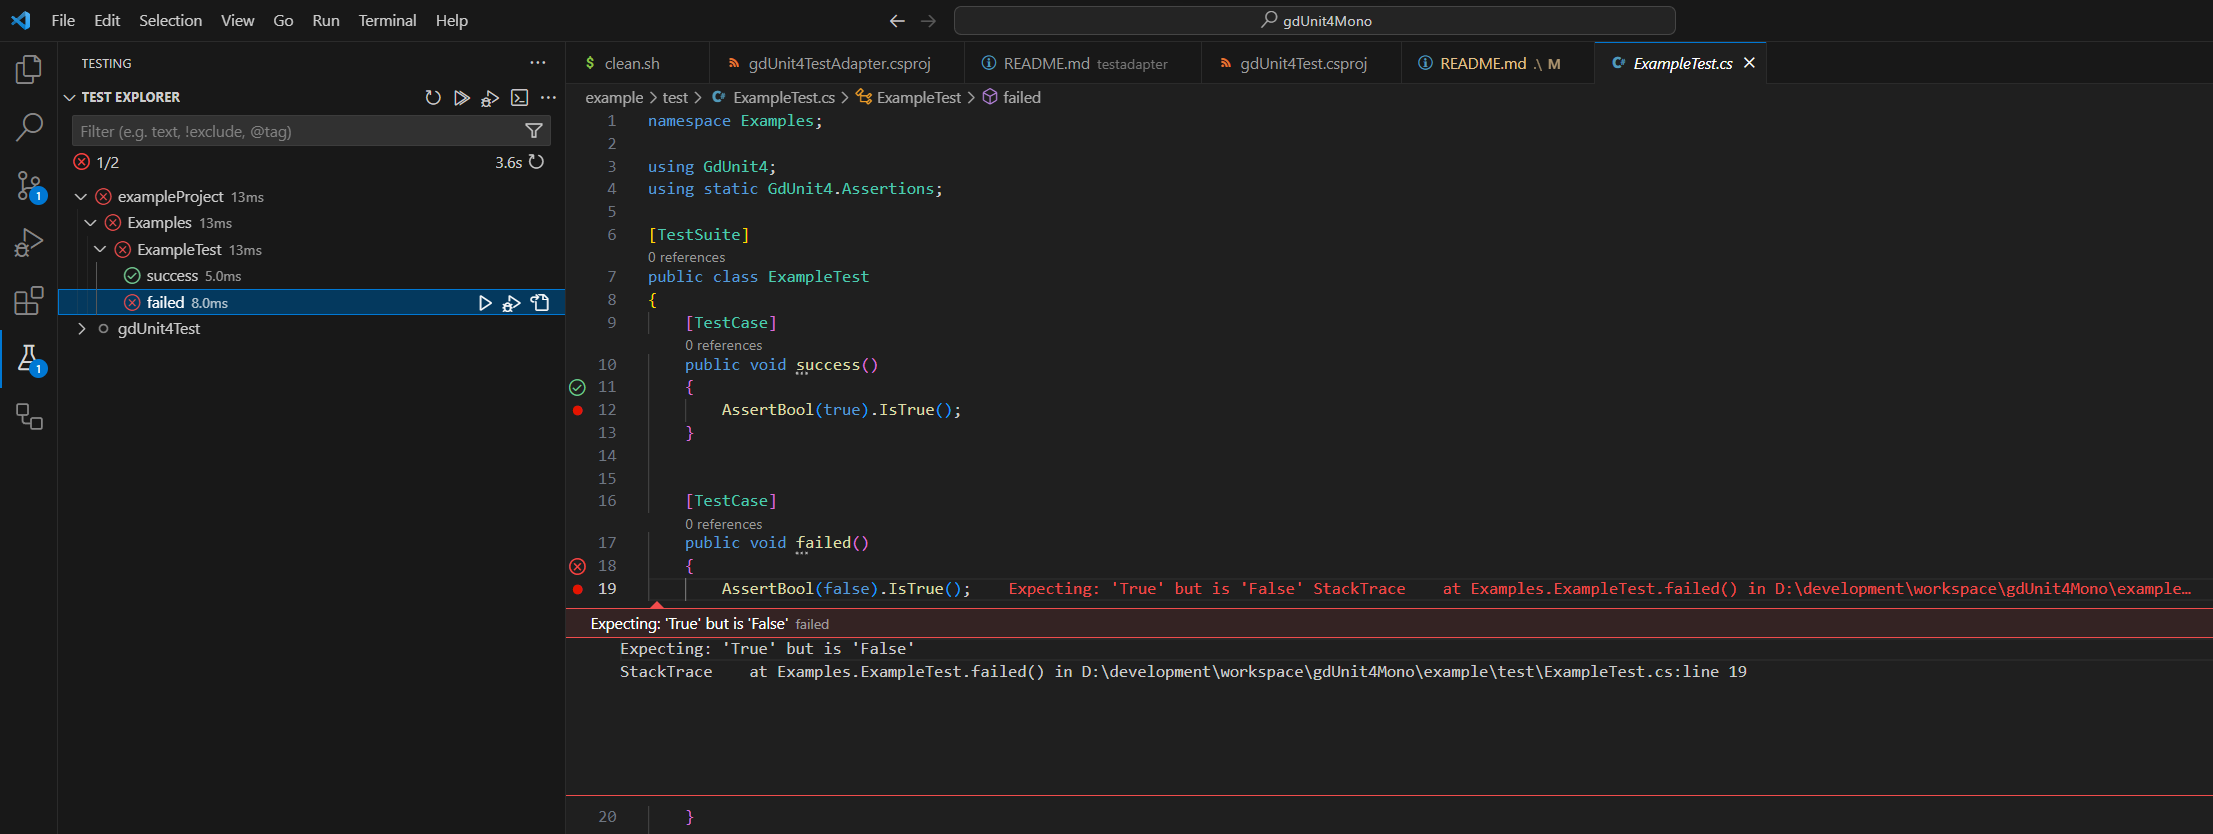 File Edit Selection View Go Run Terminal Help
gdUnit4Mono
TESTING
TEST EXPLORER
Filter (e.g. text, !exclude, @tag)
1/2 3.6s
exampleProject 13ms
Examples 13ms
ExampleTest 13ms
success 5.0ms
failed 8.0ms
gdUnit4Test
1
1
$ clean.sh gdUnit4TestAdapter.csproj README.md testadapter gdUnit4Test.csproj README.md .\ M C# ExampleTest.cs
example > test > C# ExampleTest.cs > ExampleTest > failed
1 namespace Examples;
2
3 using GdUnit4;
4 using static GdUnit4.Assertions;
5
6 [TestSuite]
0 references
7 public class ExampleTest
8 {
9 [TestCase]
0 references
10 public void success()
11 {
12 AssertBool(true).IsTrue();
13 }
14
15
16 [TestCase]
0 references
17 public void failed()
18 {
19 AssertBool(false).IsTrue(); Expecting: 'True' but is 'False' StackTrace at Examples.ExampleTest.failed() in D:\development\workspace\gdUnit4Mono\example…
Expecting: 'True' but is 'False' failed
Expecting: 'True' but is 'False'
StackTrace at Examples.ExampleTest.failed() in D:\development\workspace\gdUnit4Mono\example\test\ExampleTest.cs:line 19
20 }